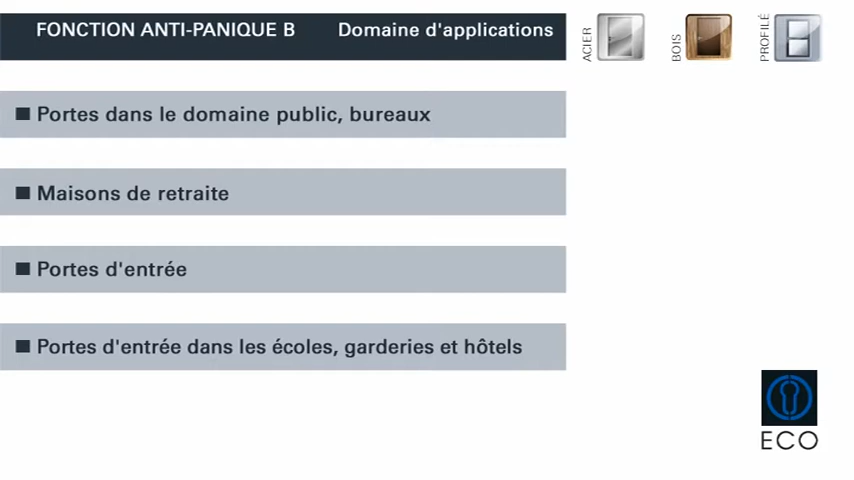 FONCTION ANTI-PANIQUE B Domaine d'applications
ACIER
BOIS
PROFILÉ
■ Portes dans le domaine public, bureaux
■ Maisons de retraite
■ Portes d'entrée
■ Portes d'entrée dans les écoles, garderies et hôtels
ECO